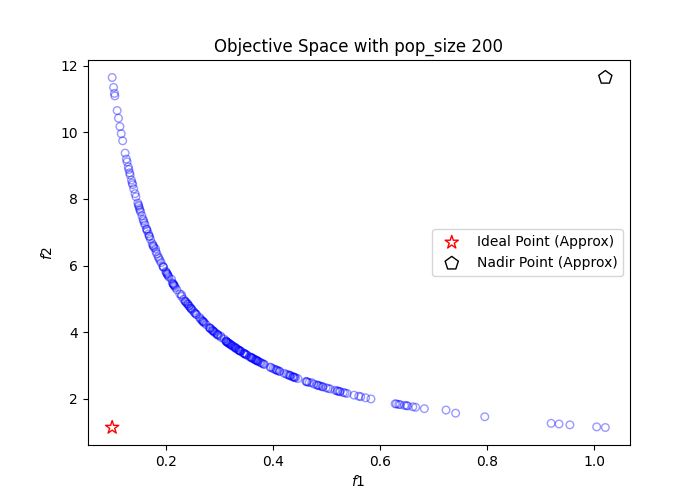 Objective Space with pop_size 200
12
10
8
6
4
2
f2
Ideal Point (Approx)
Nadir Point (Approx)
0.2 0.4 0.6 0.8 1.0
f1